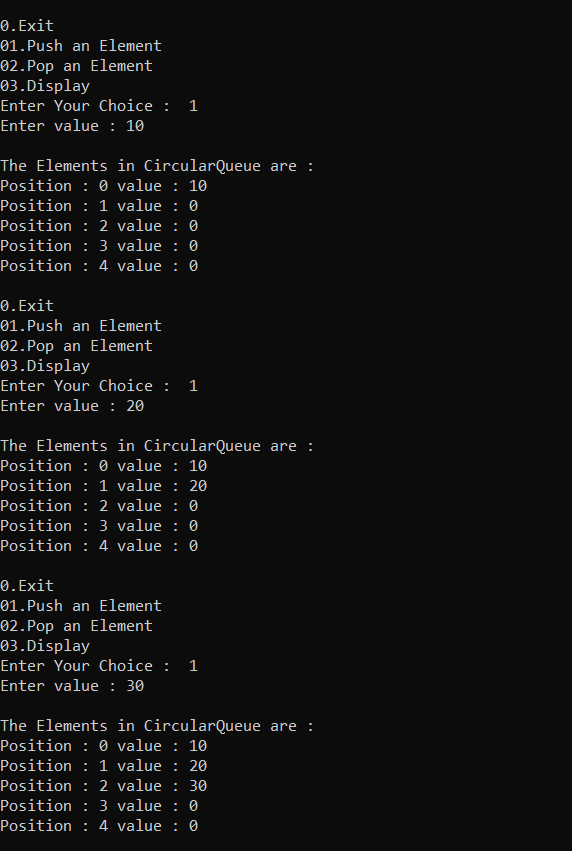 0.Exit
01.Push an Element
02.Pop an Element
03.Display
Enter Your Choice :  1
Enter value : 10

The Elements in CircularQueue are :
Position : 0 value : 10
Position : 1 value : 0
Position : 2 value : 0
Position : 3 value : 0
Position : 4 value : 0

0.Exit
01.Push an Element
02.Pop an Element
03.Display
Enter Your Choice :  1
Enter value : 20

The Elements in CircularQueue are :
Position : 0 value : 10
Position : 1 value : 20
Position : 2 value : 0
Position : 3 value : 0
Position : 4 value : 0

0.Exit
01.Push an Element
02.Pop an Element
03.Display
Enter Your Choice :  1
Enter value : 30

The Elements in CircularQueue are :
Position : 0 value : 10
Position : 1 value : 20
Position : 2 value : 30
Position : 3 value : 0
Position : 4 value : 0